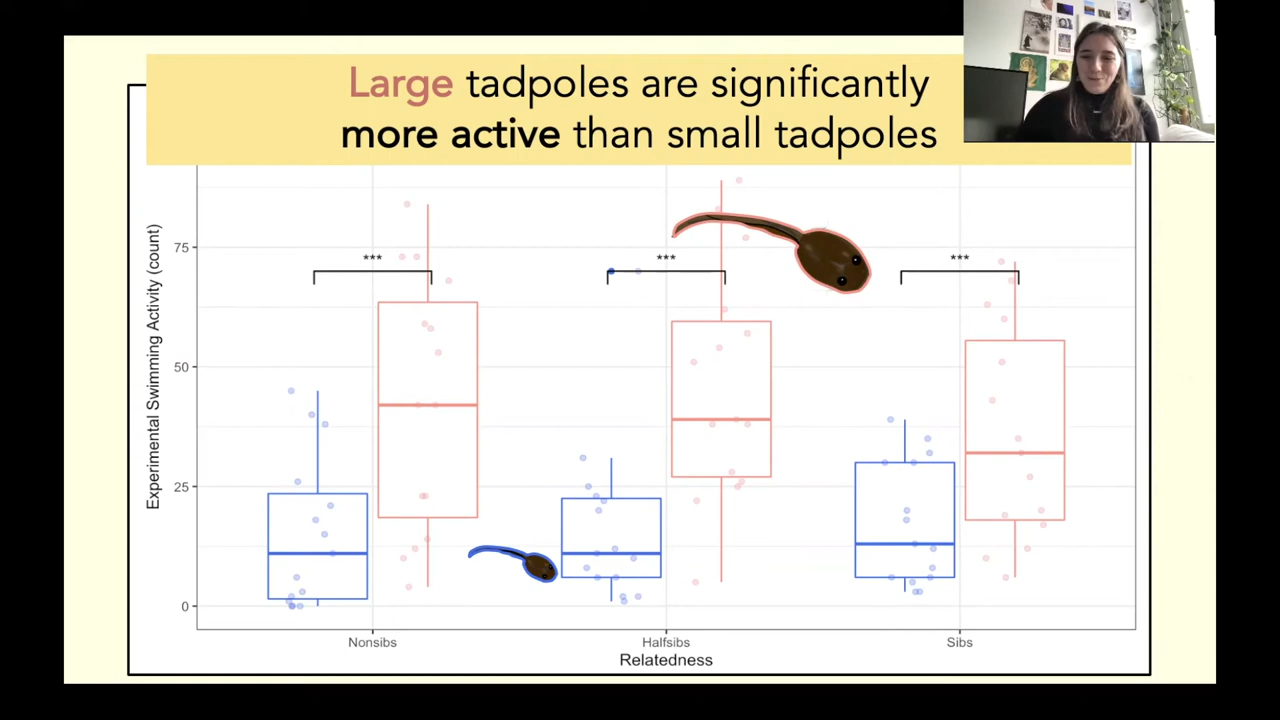 Large tadpoles are significantly
more active than small tadpoles
Experimental Swimming Activity (count)
75
50
25
0
***
***
***
Nonsibs
Halfsibs
Sibs
Relatedness